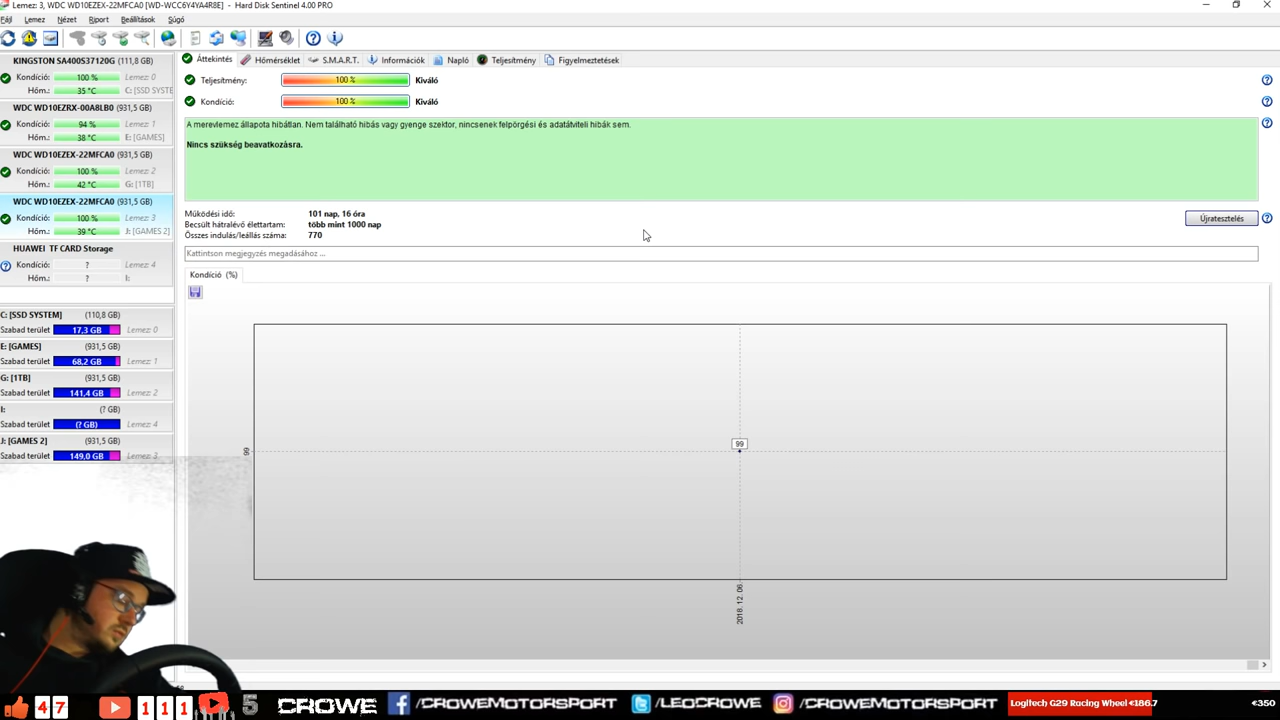 Lemez: 3, WDC WD10EZEX-22MFCA0 [WD-WCC6Y4YA4R8E] - Hard Disk Sentinel 4.00 PRO
Fájl Lemez Nézet Riport Beállítások Súgó
KINGSTON SA400S37120G (111,8 GB)
Kondíció: 100 % Lemez: 0
Hőm.: 35 °C C: [SSD SYSTE
WDC WD10EZRX-00A8LB0 (931,5 GB)
Kondíció: 94 % Lemez: 1
Hőm.: 38 °C E: [GAMES]
WDC WD10EZEX-22MFCA0 (931,5 GB)
Kondíció: 100 % Lemez: 2
Hőm.: 42 °C G: [1TB]
WDC WD10EZEX-22MFCA0 (931,5 GB)
Kondíció: 100 % Lemez: 3
Hőm.: 39 °C J: [GAMES 2]
HUAWEI TF CARD Storage
Kondíció: ? Lemez: 4
Hőm.: ? I:
C: [SSD SYSTEM] (110,8 GB)
Szabad terület 17,3 GB Lemez: 0
E: [GAMES] (931,5 GB)
Szabad terület 68,2 GB Lemez: 1
G: [1TB] (931,5 GB)
Szabad terület 141,4 GB Lemez: 2
I: (? GB)
Szabad terület (? GB) Lemez: 4
J: [GAMES 2] (931,5 GB)
Szabad terület 149,0 GB Lemez: 3
Áttekintés Hőmérséklet S.M.A.R.T. Információk Napló Teljesítmény Figyelmeztetések
Teljesítmény: 100 % Kiváló
Kondíció: 100 % Kiváló
A merevlemez állapota hibátlan. Nem található hibás vagy gyenge szektor, nincsenek felpörgési és adatátviteli hibák sem.
Nincs szükség beavatkozásra.
Működési idő: 101 nap, 16 óra
Becsült hátralévő élettartam: több mint 1000 nap
Összes indulás/leállás száma: 770
Újratesztelés
Kattintson megjegyzés megadásához ...
Kondíció (%)
99
99
2018. 12. 06.
47 111 5 CROWE /CROWEMOTORSPORT /LEOCROWE /CROWEMOTORSPORT Logitech G29 Racing Wheel €186.7 €350